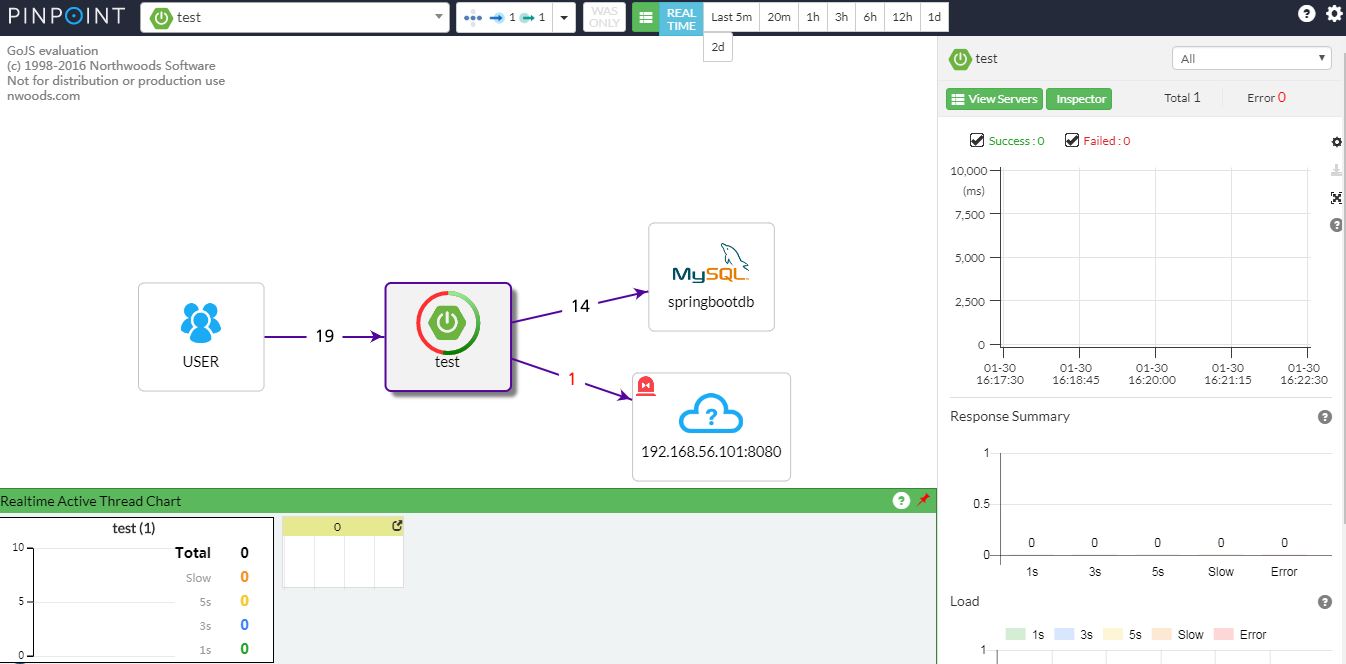 PINPOINT
test
1
1
WAS
ONLY
REAL
TIME
Last 5m
20m
1h
3h
6h
12h
1d
2d
GoJS evaluation
(c) 1998-2016 Northwoods Software
Not for distribution or production use
nwoods.com
USER
19
test
14
1
MySQL
springbootdb
?
192.168.56.101:8080
Realtime Active Thread Chart
?
test (1)
10
5
0
Total 0
Slow 0
5s 0
3s 0
1s 0
0
?
test
All
View Servers
Inspector
Total 1
Error 0
Success : 0
Failed : 0
10,000
(ms)
7,500
5,000
2,500
0
01-30
16:17:30
01-30
16:18:45
01-30
16:20:00
01-30
16:21:15
01-30
16:22:30
?
Response Summary
?
1
0.5
0
0
0
0
0
0
1s
3s
5s
Slow
Error
Load
?
1s
3s
5s
Slow
Error
1